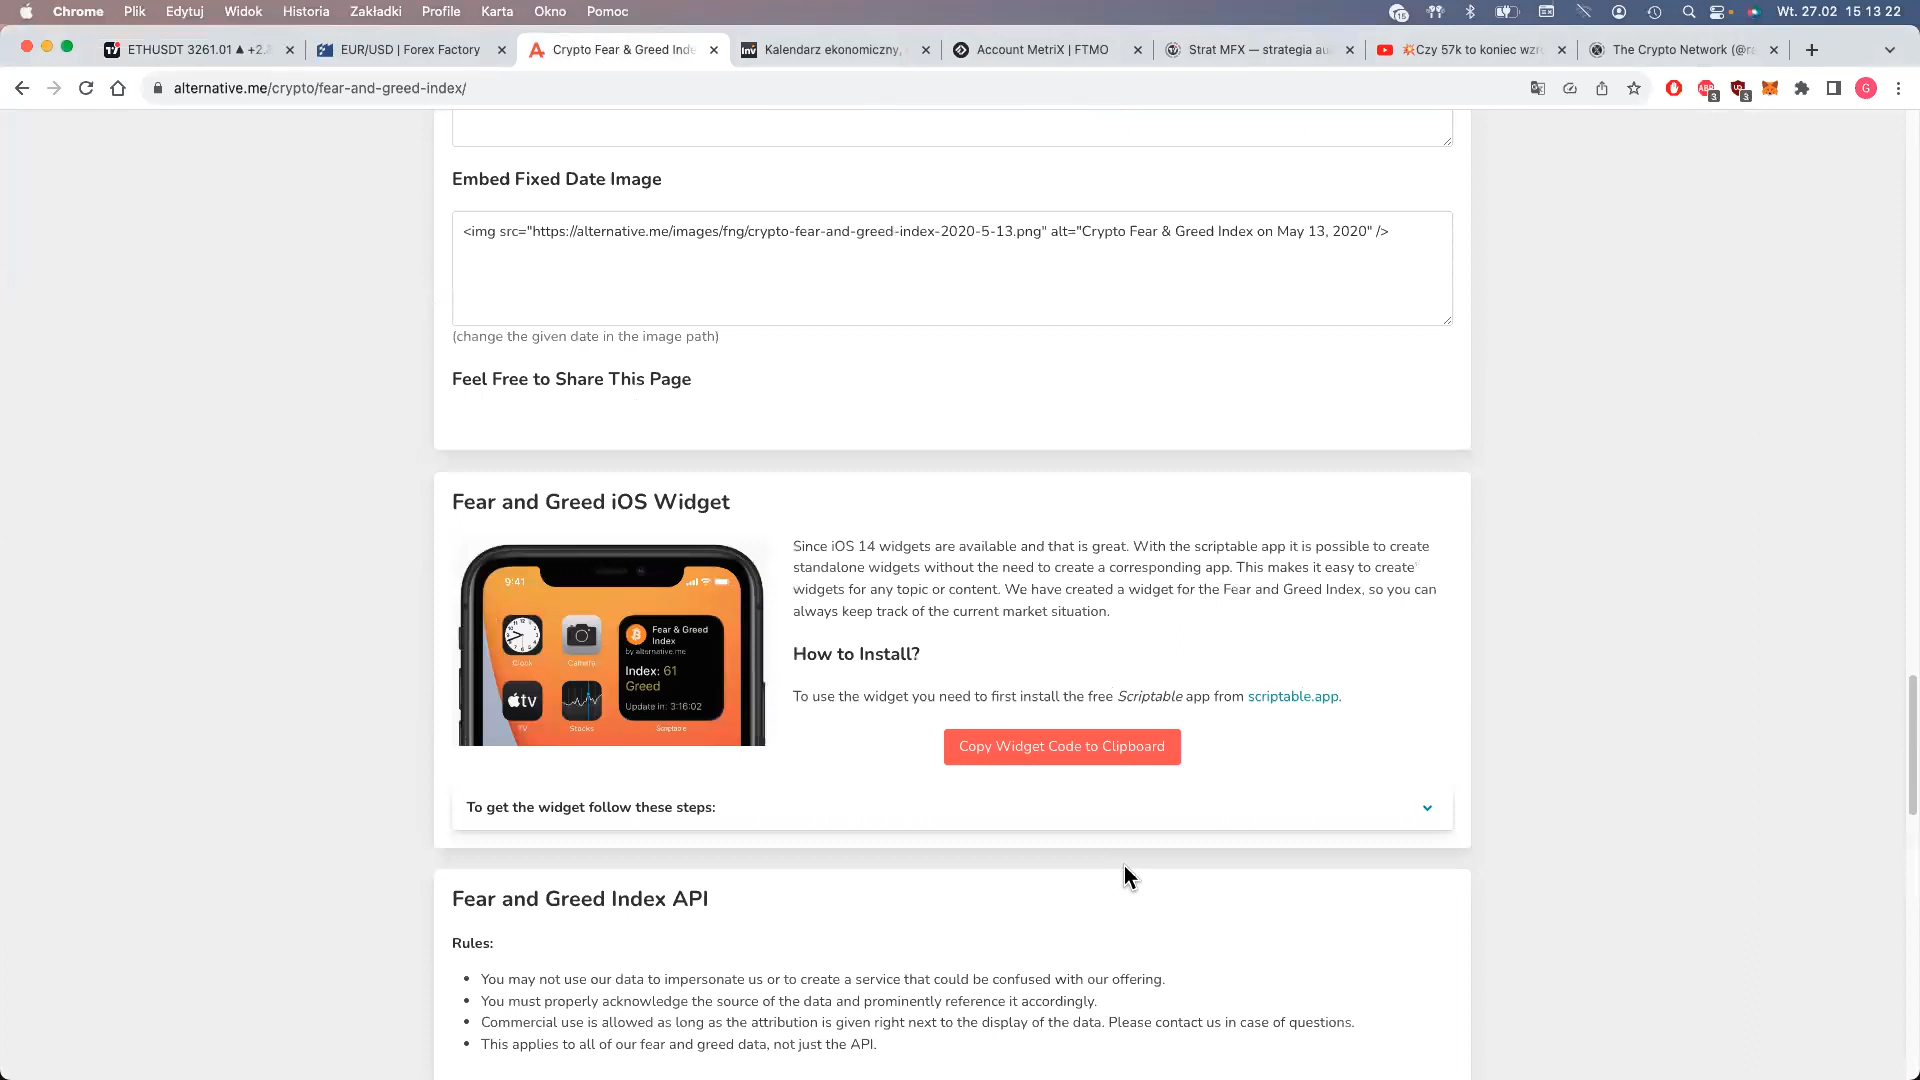 Chrome Plik Edytuj Widok Historia Zakładki Profile Karta Okno Pomoc 15 Wt. 27.02 15 13 22
ETHUSDT 3261.01 ▲ +2. EUR/USD | Forex Factory Crypto Fear & Greed Inde Inv Kalendarz ekonomiczny, Account MetriX | FTMO Strat MFX — strategia au 💥Czy 57k to koniec wzr The Crypto Network (@ra
alternative.me/crypto/fear-and-greed-index/ ABP 3 3 G
Embed Fixed Date Image
<img src="https://alternative.me/images/fng/crypto-fear-and-greed-index-2020-5-13.png" alt="Crypto Fear & Greed Index on May 13, 2020" />
(change the given date in the image path)
Feel Free to Share This Page
Fear and Greed iOS Widget
Since iOS 14 widgets are available and that is great. With the scriptable app it is possible to create
standalone widgets without the need to create a corresponding app. This makes it easy to create
widgets for any topic or content. We have created a widget for the Fear and Greed Index, so you can
always keep track of the current market situation.
9:41
Fear & Greed
Index
by alternative.me
Index: 61
Greed
Update in: 3:16:02
Clock Camera
tv
TV Stocks Scriptable
How to Install?
To use the widget you need to first install the free Scriptable app from scriptable.app.
Copy Widget Code to Clipboard
To get the widget follow these steps:
Fear and Greed Index API
Rules:
• You may not use our data to impersonate us or to create a service that could be confused with our offering.
• You must properly acknowledge the source of the data and prominently reference it accordingly.
• Commercial use is allowed as long as the attribution is given right next to the display of the data. Please contact us in case of questions.
• This applies to all of our fear and greed data, not just the API.